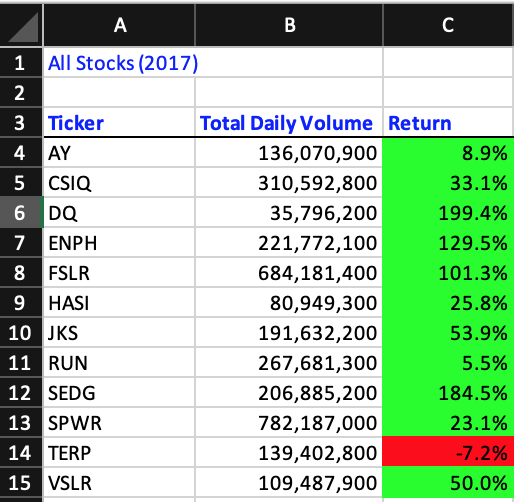 A B C
1 All Stocks (2017)
2
3 Ticker Total Daily Volume Return
4 AY 136,070,900 8.9%
5 CSIQ 310,592,800 33.1%
6 DQ 35,796,200 199.4%
7 ENPH 221,772,100 129.5%
8 FSLR 684,181,400 101.3%
9 HASI 80,949,300 25.8%
10 JKS 191,632,200 53.9%
11 RUN 267,681,300 5.5%
12 SEDG 206,885,200 184.5%
13 SPWR 782,187,000 23.1%
14 TERP 139,402,800 -7.2%
15 VSLR 109,487,900 50.0%